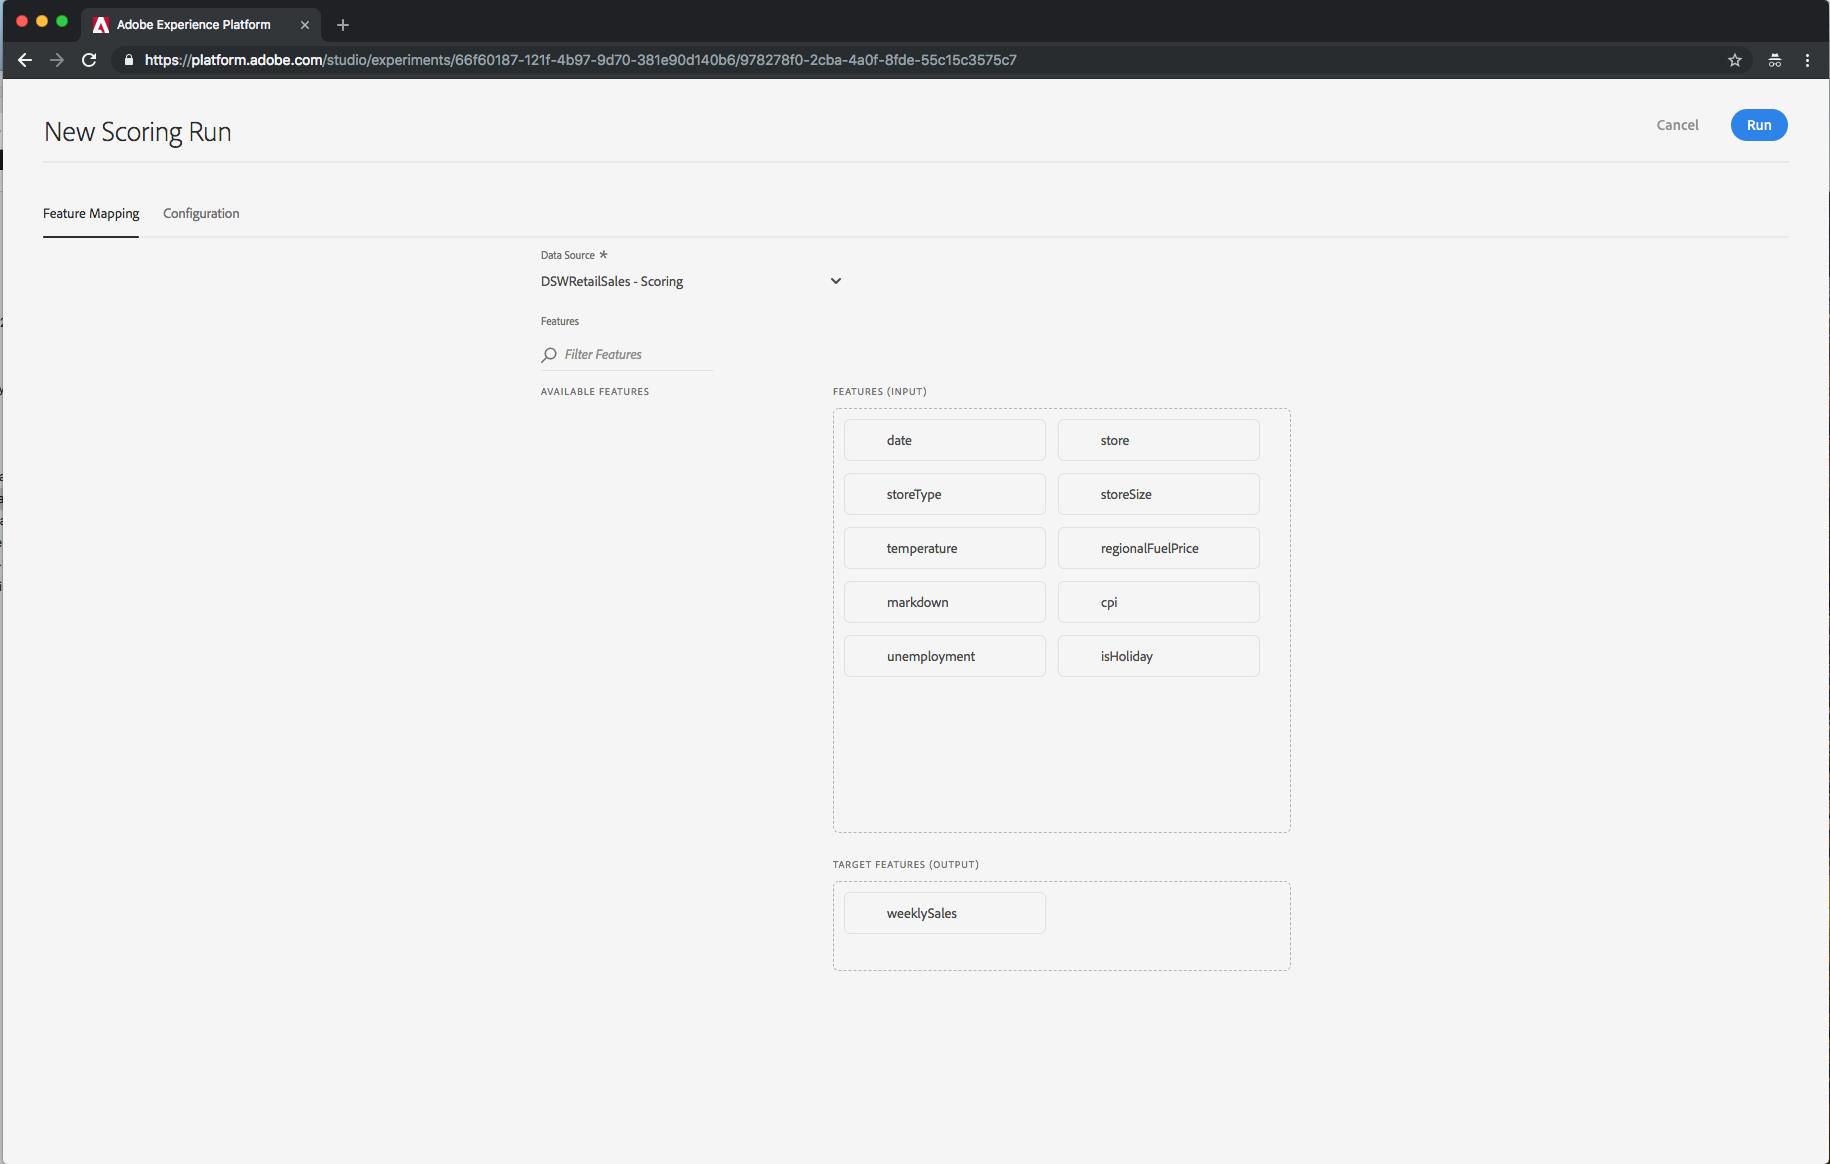 Adobe Experience Platform
https://platform.adobe.com/studio/experiments/66f60187-121f-4b97-9d70-381e90d140b6/978278f0-2cba-4a0f-8fde-55c15c3575c7
New Scoring Run
Cancel
Run
Feature Mapping
Configuration
Data Source *
DSWRetailSales - Scoring
Features
Filter Features
AVAILABLE FEATURES
FEATURES (INPUT)
date
store
storeType
storeSize
temperature
regionalFuelPrice
markdown
cpi
unemployment
isHoliday
TARGET FEATURES (OUTPUT)
weeklySales